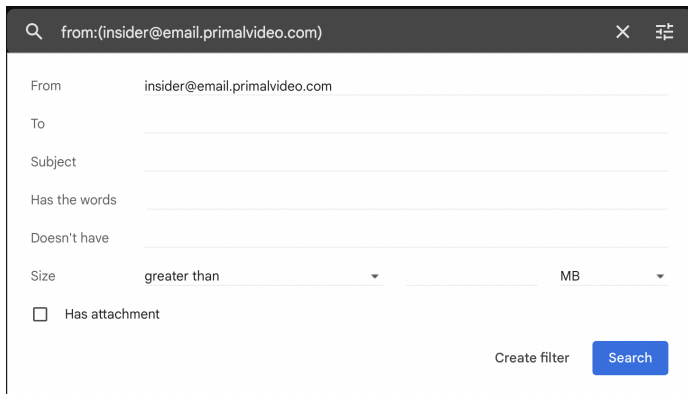 from:(insider@email.primalvideo.com)
From insider@email.primalvideo.com
To
Subject
Has the words
Doesn't have
Size greater than MB
Has attachment
Create filter Search